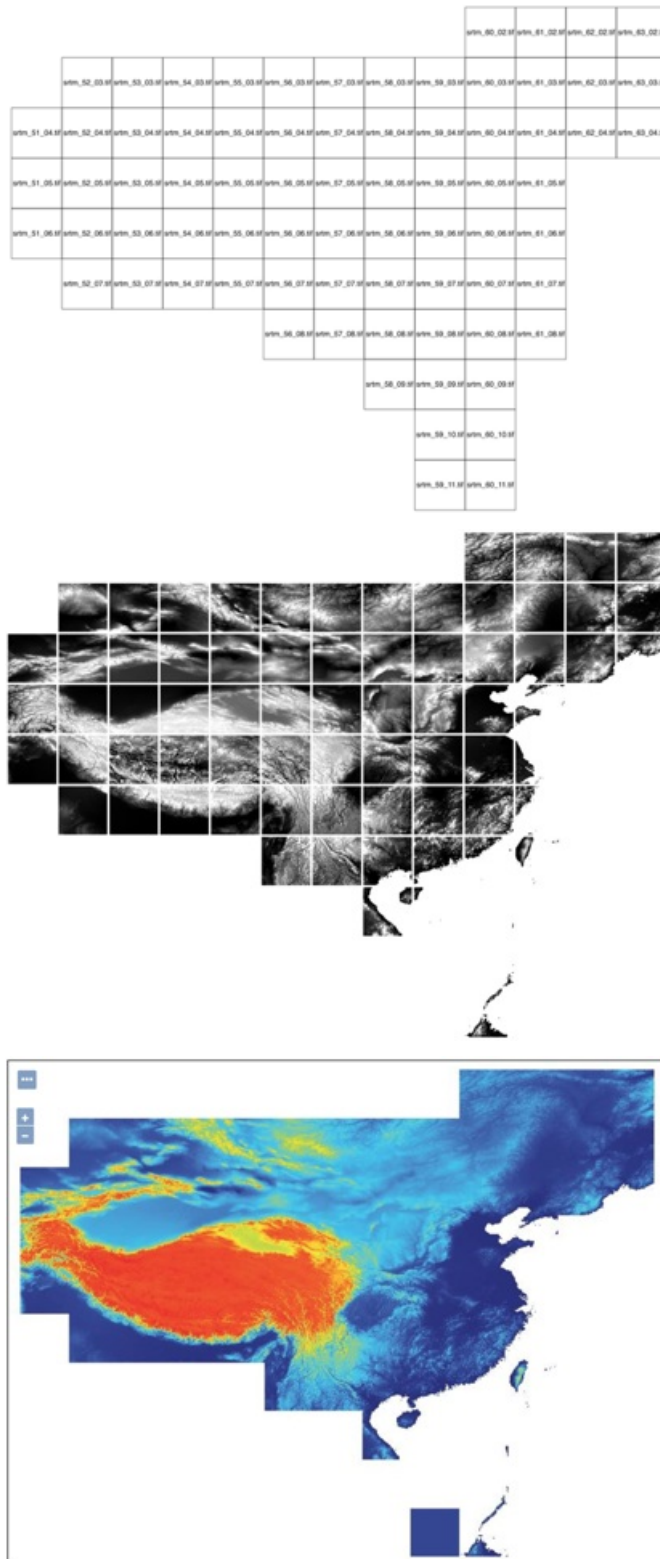 srtm_60_02.tif srtm_61_02.tif srtm_62_02.tif srtm_63_02.t
srtm_52_03.tif srtm_53_03.tif srtm_54_03.tif srtm_55_03.tif srtm_56_03.tif srtm_57_03.tif srtm_58_03.tif srtm_59_03.tif srtm_60_03.tif srtm_61_03.tif srtm_62_03.tif srtm_63_03.t
srtm_51_04.tif srtm_52_04.tif srtm_53_04.tif srtm_54_04.tif srtm_55_04.tif srtm_56_04.tif srtm_57_04.tif srtm_58_04.tif srtm_59_04.tif srtm_60_04.tif srtm_61_04.tif srtm_62_04.tif srtm_63_04.t
srtm_51_05.tif srtm_52_05.tif srtm_53_05.tif srtm_54_05.tif srtm_55_05.tif srtm_56_05.tif srtm_57_05.tif srtm_58_05.tif srtm_59_05.tif srtm_60_05.tif srtm_61_05.tif
srtm_51_06.tif srtm_52_06.tif srtm_53_06.tif srtm_54_06.tif srtm_55_06.tif srtm_56_06.tif srtm_57_06.tif srtm_58_06.tif srtm_59_06.tif srtm_60_06.tif srtm_61_06.tif
srtm_52_07.tif srtm_53_07.tif srtm_54_07.tif srtm_55_07.tif srtm_56_07.tif srtm_57_07.tif srtm_58_07.tif srtm_59_07.tif srtm_60_07.tif srtm_61_07.tif
srtm_56_08.tif srtm_57_08.tif srtm_58_08.tif srtm_59_08.tif srtm_60_08.tif srtm_61_08.tif
srtm_58_09.tif srtm_59_09.tif srtm_60_09.tif
srtm_59_10.tif srtm_60_10.tif
srtm_59_11.tif srtm_60_11.tif